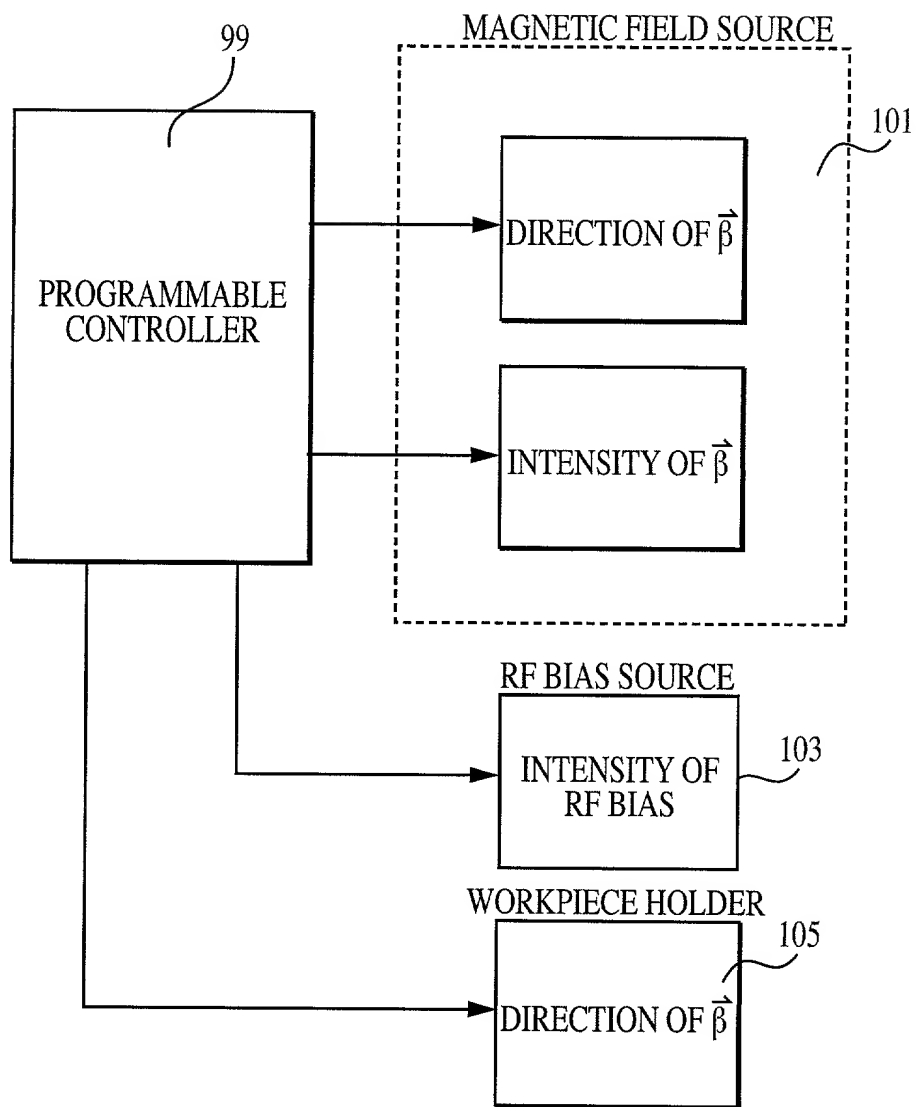 MAGNETIC FIELD SOURCE
99
101
DIRECTION OF β⃗
PROGRAMMABLE
CONTROLLER
INTENSITY OF β⃗
RF BIAS SOURCE
INTENSITY OF
RF BIAS
103
WORKPIECE HOLDER
105
DIRECTION OF β⃗